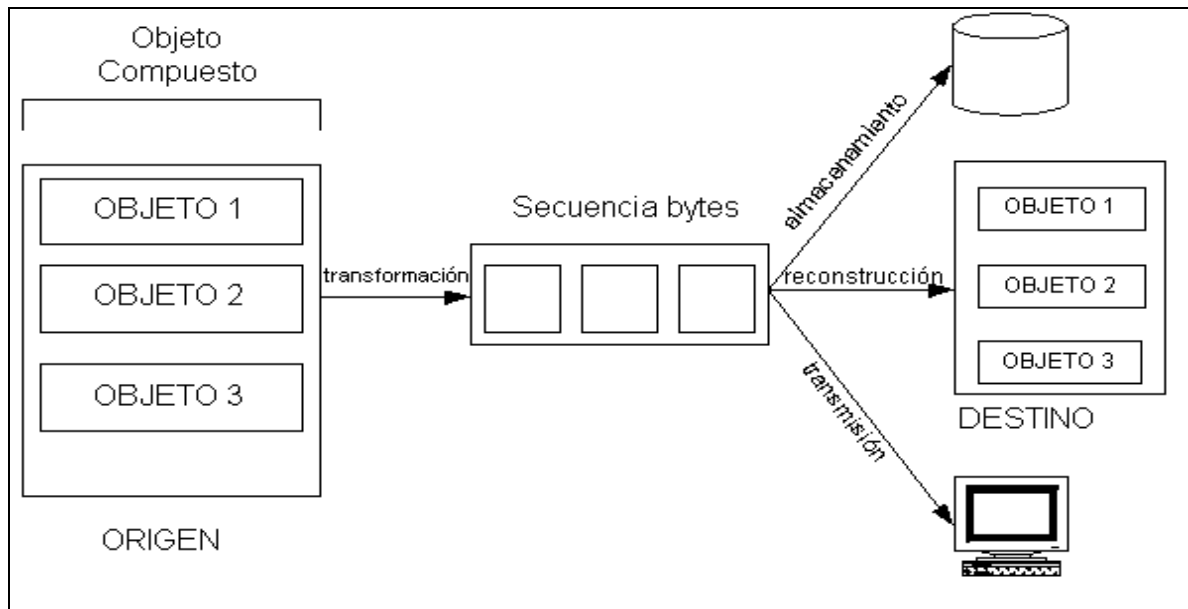 Objeto
Compuesto
OBJETO 1
OBJETO 2
OBJETO 3
ORIGEN
transformación
Secuencia bytes
almacenamiento
reconstrucción
transmisión
OBJETO 1
OBJETO 2
OBJETO 3
DESTINO